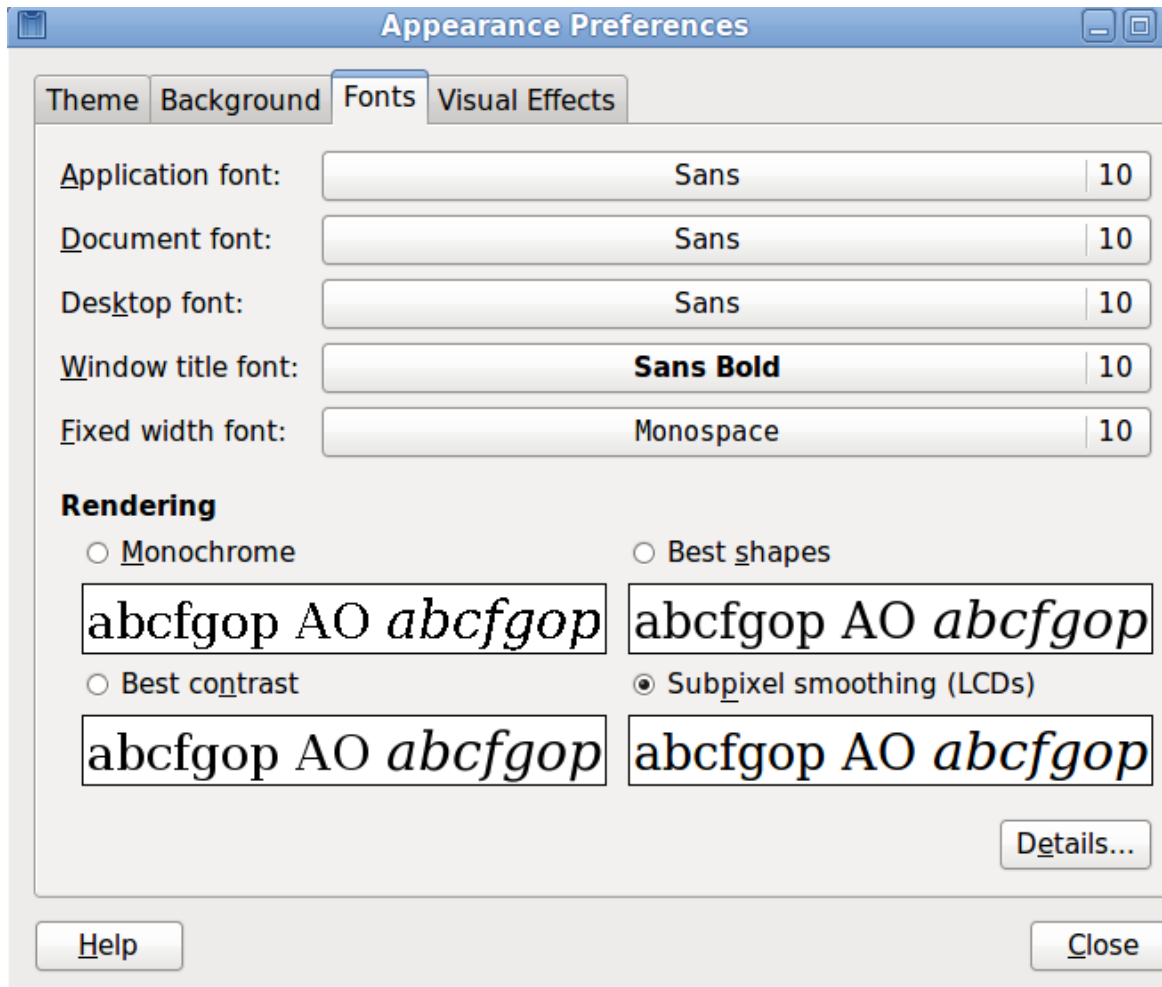 Appearance Preferences
Theme Background Fonts Visual Effects
Application font: Sans 10
Document font: Sans 10
Desktop font: Sans 10
Window title font: Sans Bold 10
Fixed width font: Monospace 10
Rendering
Monochrome Best shapes
abcfgop AO abcfgop abcfgop AO abcfgop
Best contrast Subpixel smoothing (LCDs)
abcfgop AO abcfgop abcfgop AO abcfgop
Details...
Help Close